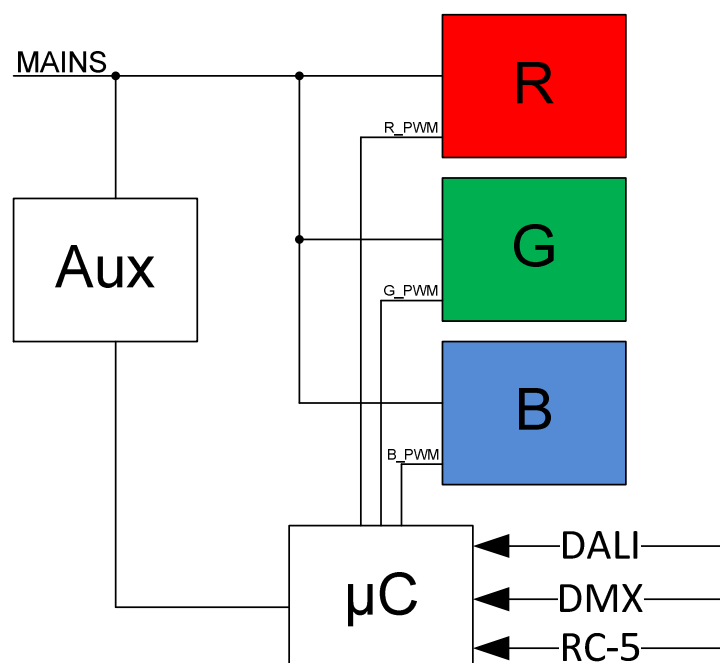 MAINS
R
R_PWM
Aux
G
G_PWM
B
B_PWM
µC
DALI
DMX
RC-5